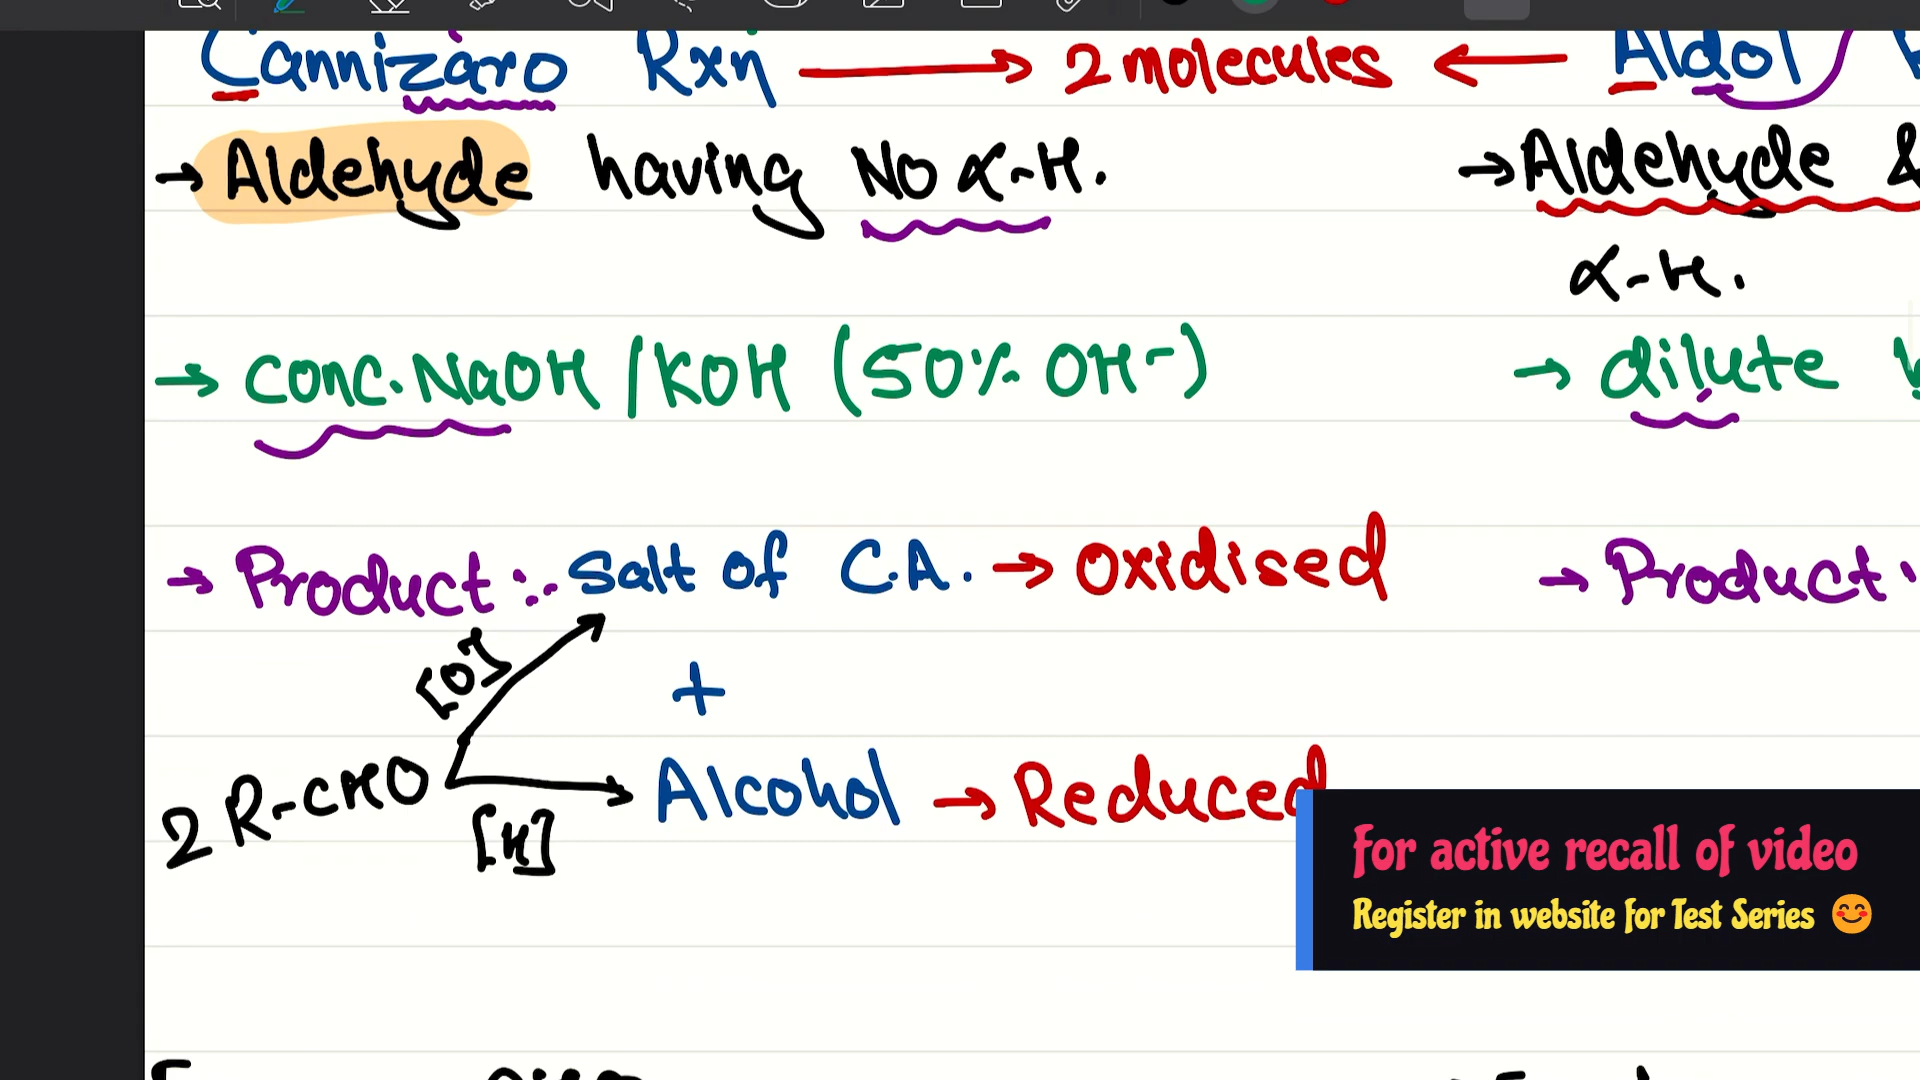 Cannizaro Rxn → 2 molecules ← Aldol
→ Aldehyde having No α-H.
→ Aldehyde &
α-H.
→ conc. NaOH / KOH (50% OH-)
→ dilute
→ Product :- Salt of C.A. → Oxidised
→ Product
[O]
+
2 R-CHO
[H]
Alcohol → Reduced
for active recall of video
Register in website for Test Series 😊